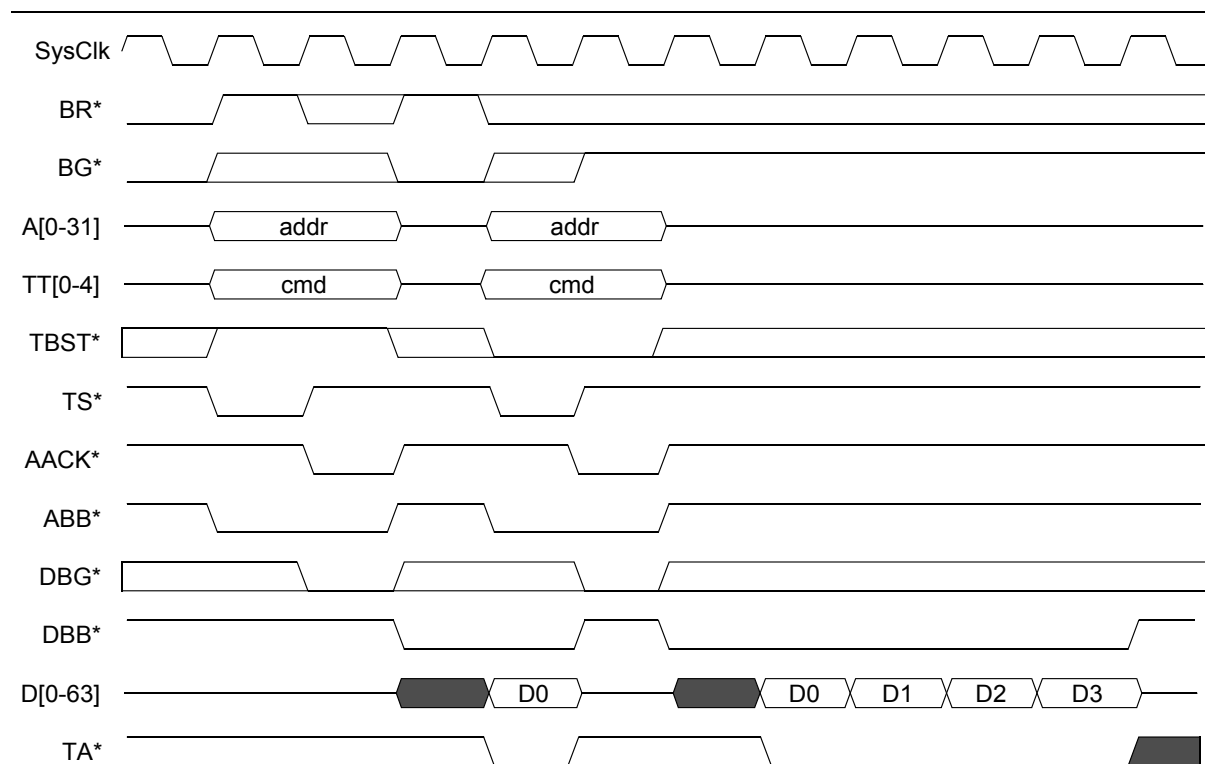 SysClk
BR*
BG*
A[0-31] addr addr
TT[0-4] cmd cmd
TBST*
TS*
AACK*
ABB*
DBG*
DBB*
D[0-63] D0 D0 D1 D2 D3
TA*